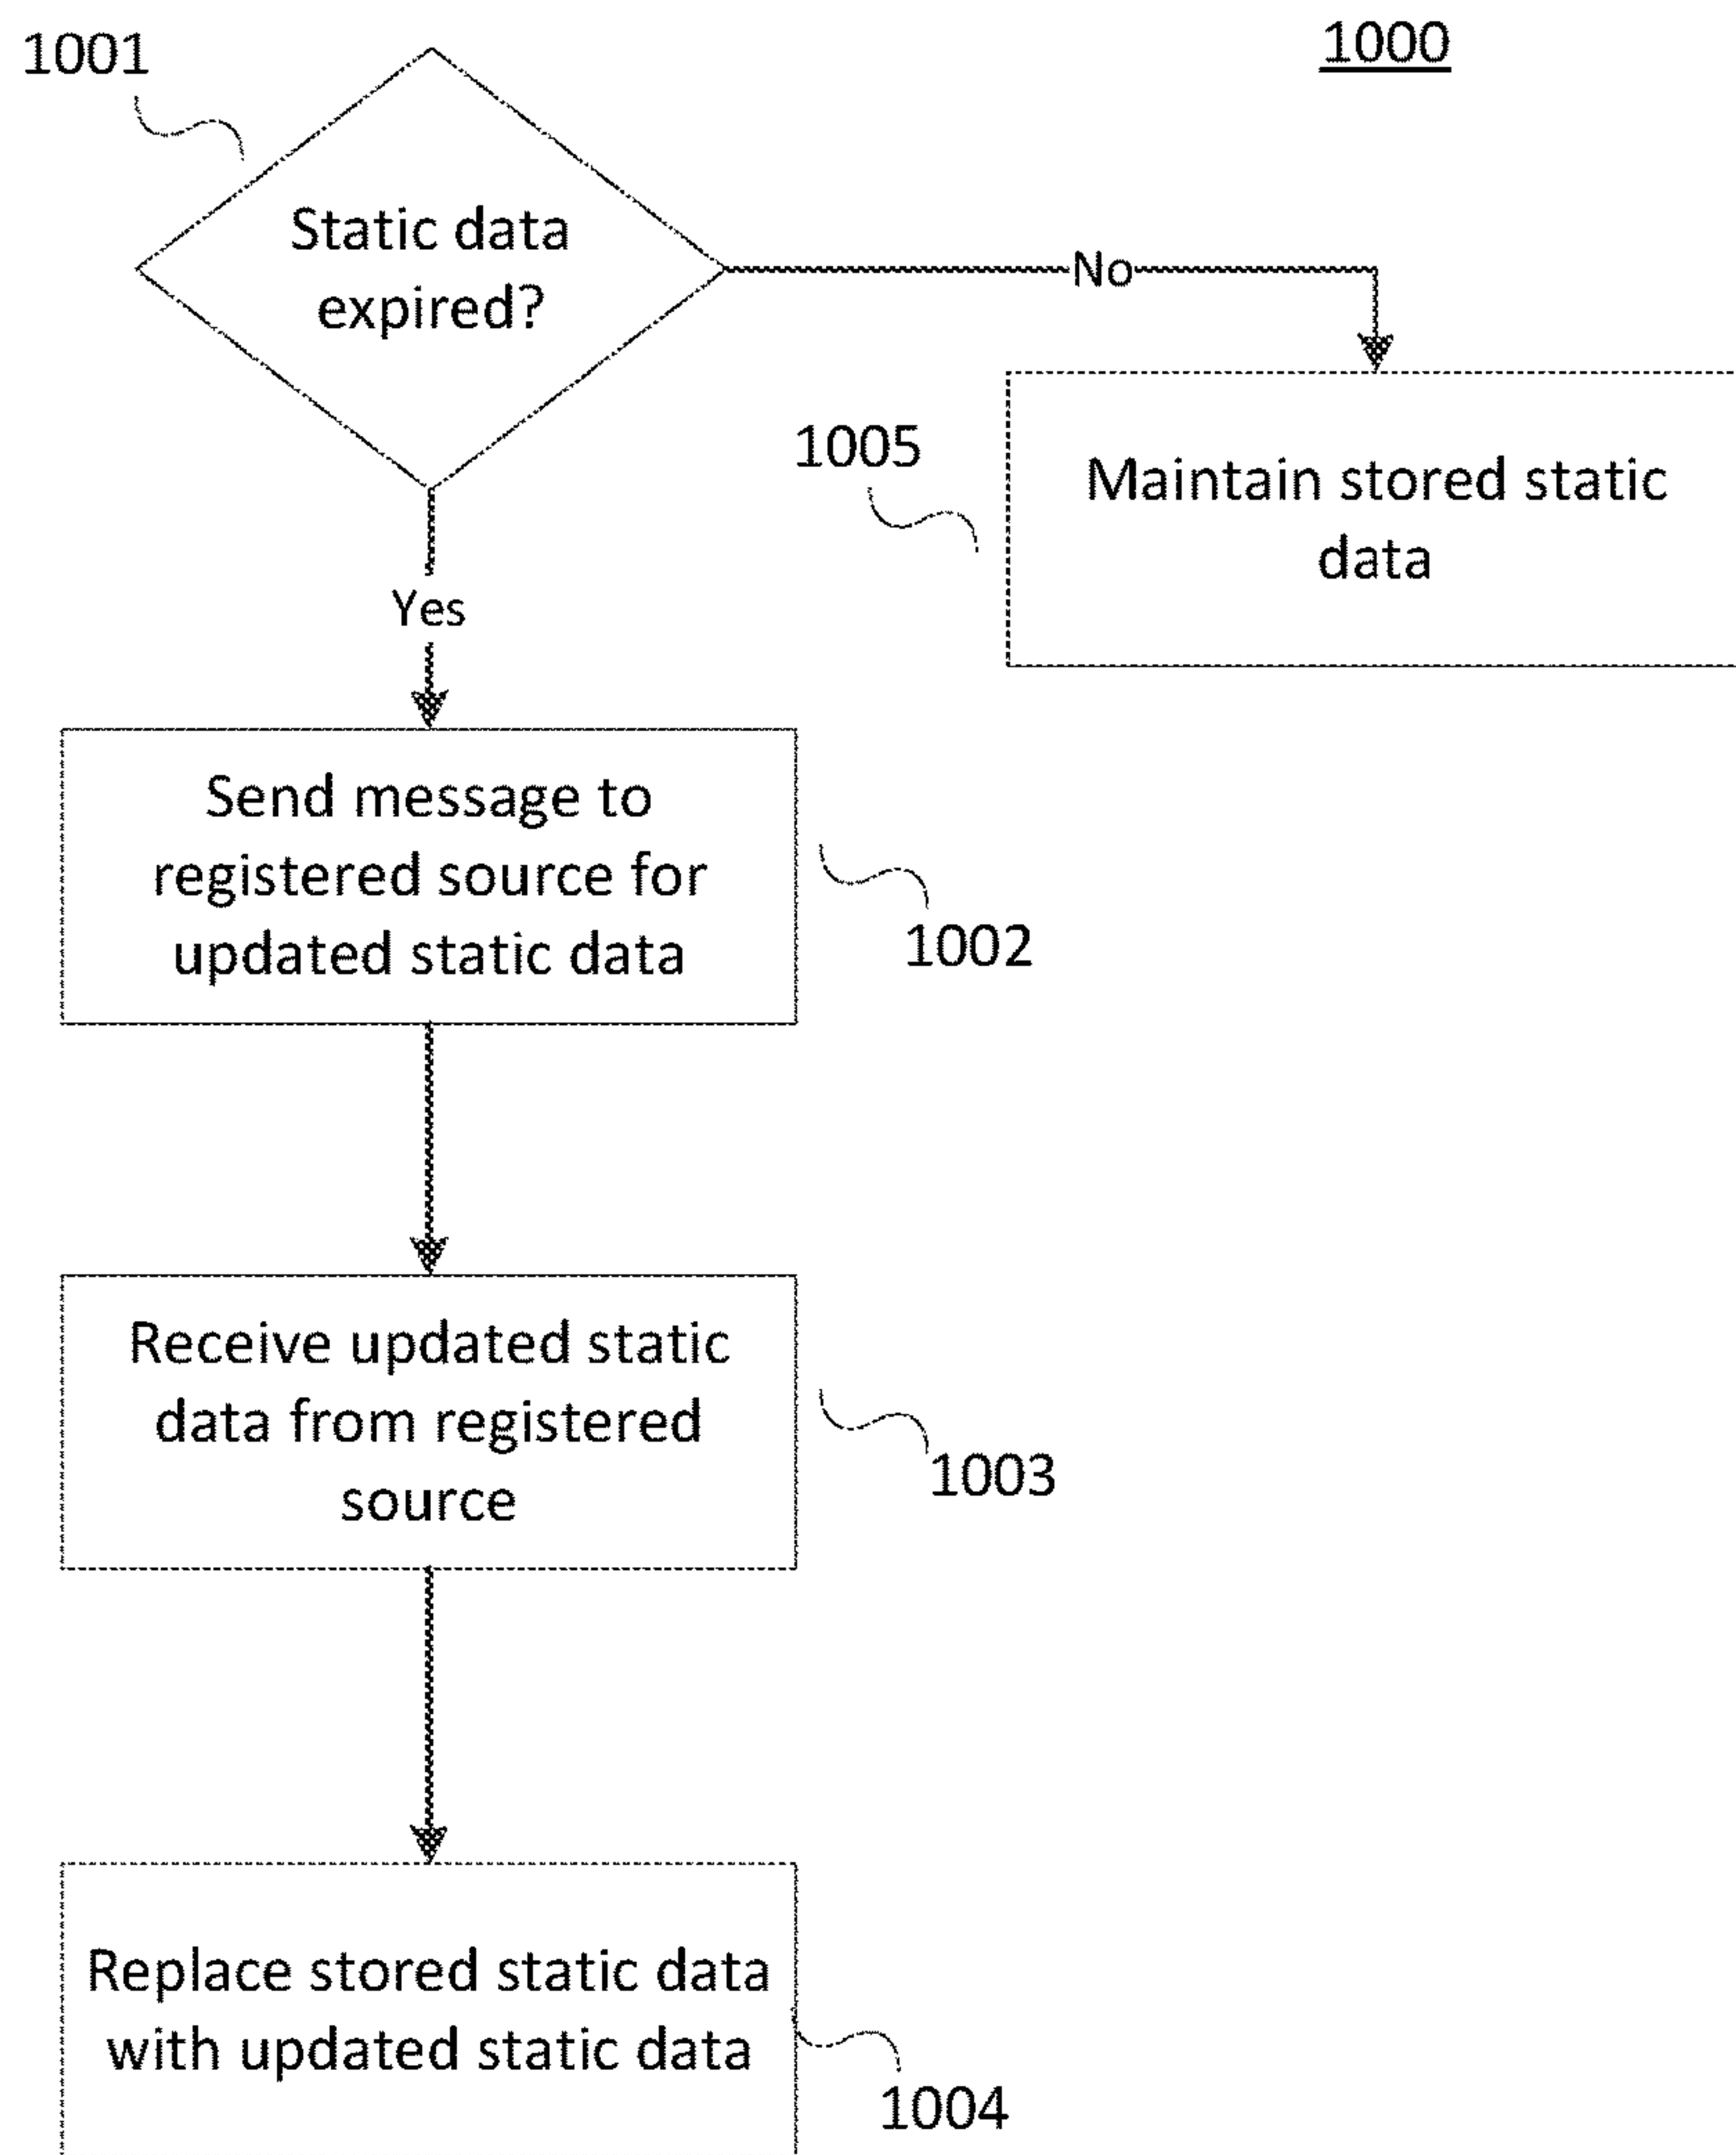 1001
1000
Static data
expired?
No
1005
Maintain stored static
data
Yes
Send message to
registered source for
updated static data
1002
Receive updated static
data from registered
source
1003
Replace stored static data
with updated static data
1004